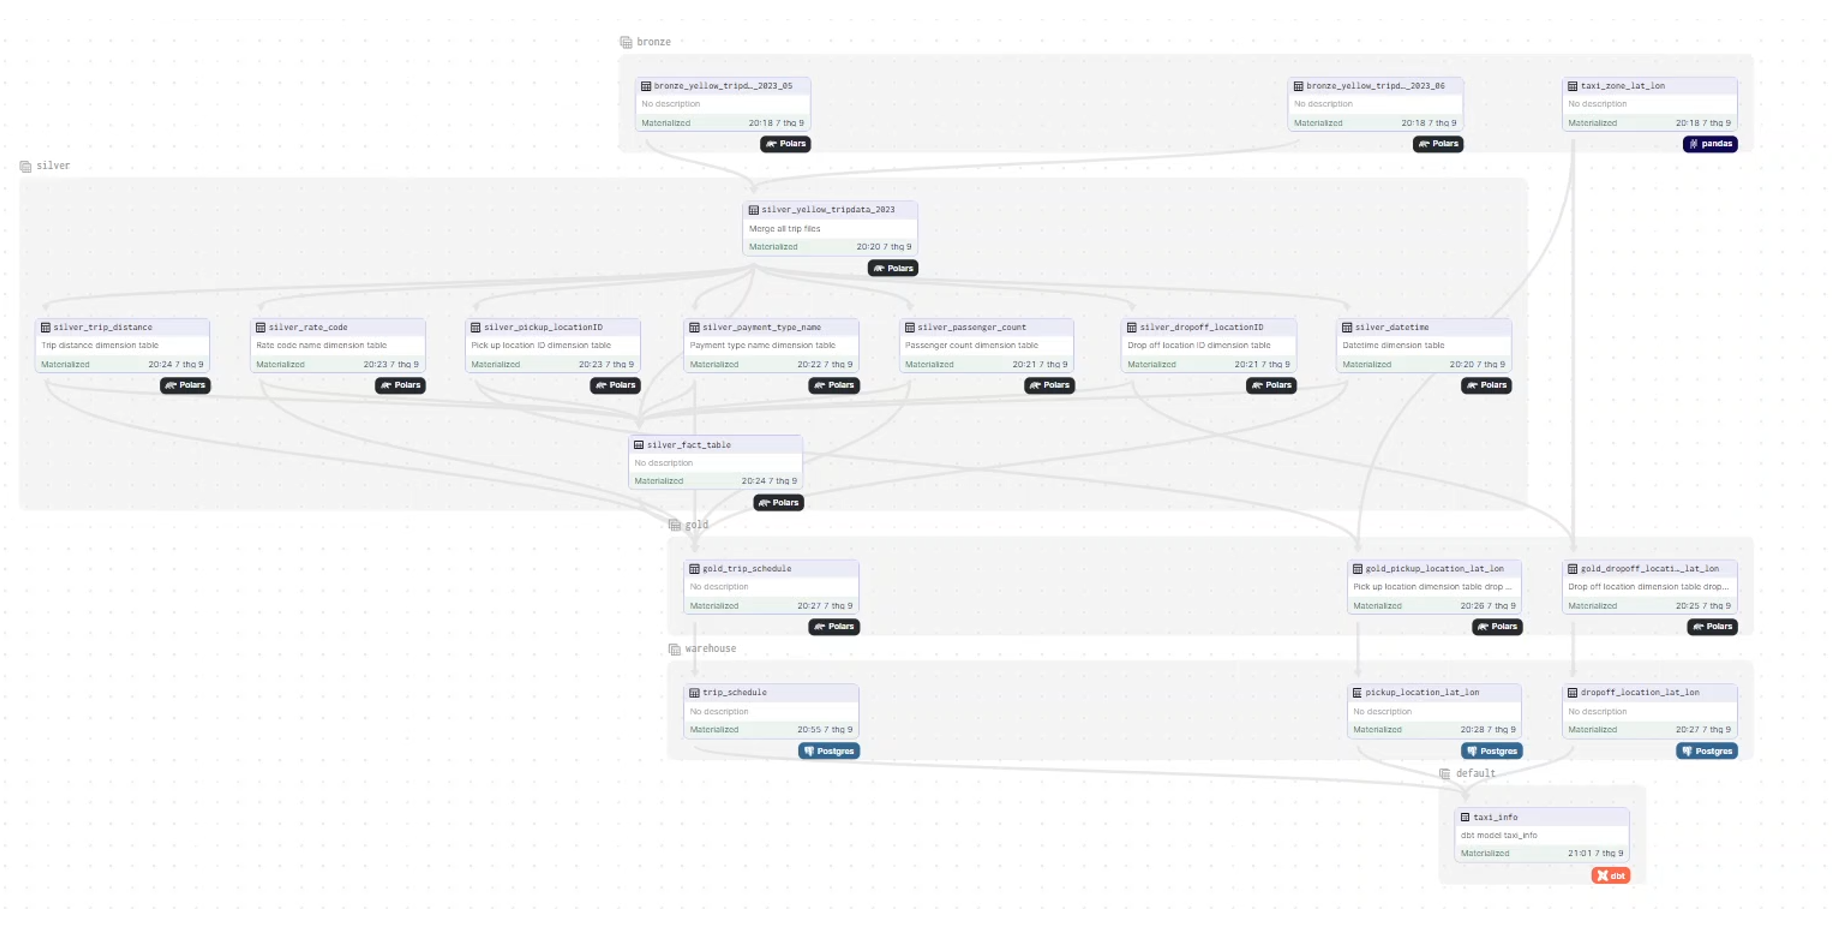 bronze
bronze_yellow_tripd…_2023_05
No description
Materialized 20:18 7 thg 9
Polars
bronze_yellow_tripd…_2023_06
No description
Materialized 20:18 7 thg 9
Polars
taxi_zone_lat_lon
No description
Materialized 20:18 7 thg 9
pandas
silver
silver_yellow_tripdata_2023
Merge all trip files
Materialized 20:20 7 thg 9
Polars
silver_trip_distance
Trip distance dimension table
Materialized 20:24 7 thg 9
Polars
silver_rate_code
Rate code name dimension table
Materialized 20:23 7 thg 9
Polars
silver_pickup_locationID
Pick up location ID dimension table
Materialized 20:23 7 thg 9
Polars
silver_payment_type_name
Payment type name dimension table
Materialized 20:22 7 thg 9
Polars
silver_passenger_count
Passenger count dimension table
Materialized 20:21 7 thg 9
Polars
silver_dropoff_locationID
Drop off location ID dimension table
Materialized 20:21 7 thg 9
Polars
silver_datetime
Datetime dimension table
Materialized 20:20 7 thg 9
Polars
silver_fact_table
No description
Materialized 20:24 7 thg 9
Polars
gold
gold_trip_schedule
No description
Materialized 20:27 7 thg 9
Polars
gold_pickup_location_lat_lon
Pick up location dimension table drop ...
Materialized 20:26 7 thg 9
Polars
gold_dropoff_locati…_lat_lon
Drop off location dimension table drop...
Materialized 20:25 7 thg 9
Polars
warehouse
trip_schedule
No description
Materialized 20:55 7 thg 9
Postgres
pickup_location_lat_lon
No description
Materialized 20:28 7 thg 9
Postgres
dropoff_location_lat_lon
No description
Materialized 20:27 7 thg 9
Postgres
default
taxi_info
dbt model taxi_info
Materialized 21:01 7 thg 9
dbt